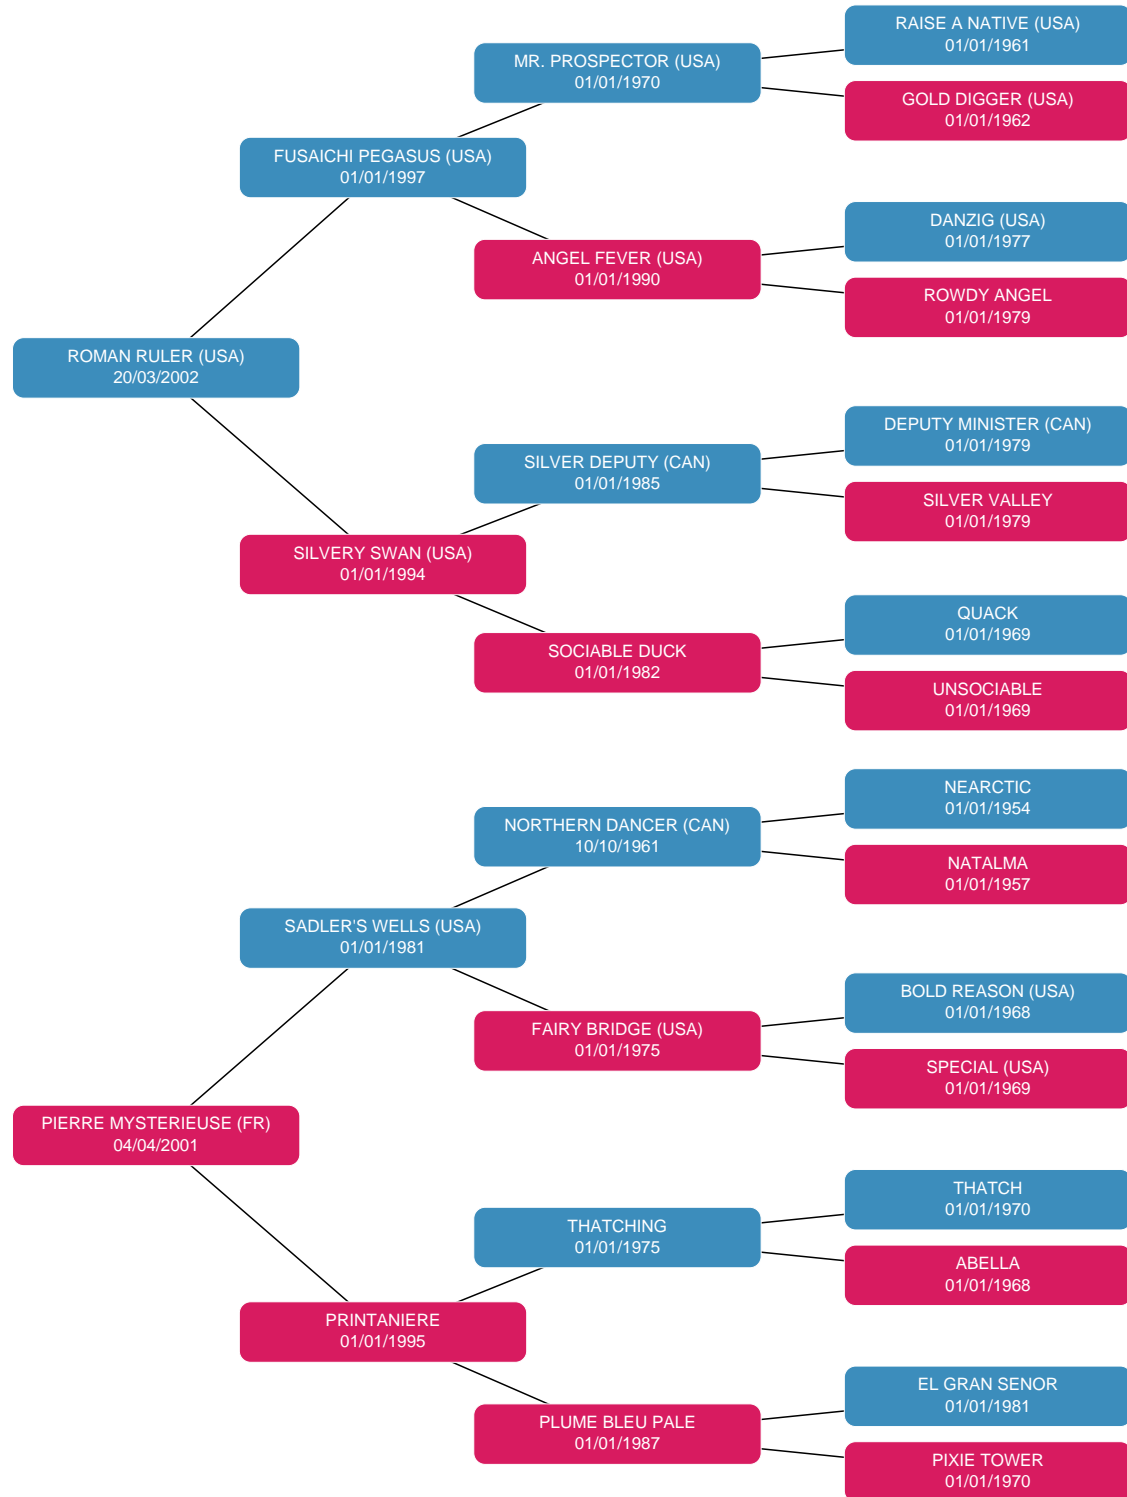 RAISE A NATIVE (USA)
01/01/1961
MR. PROSPECTOR (USA)
01/01/1970
GOLD DIGGER (USA)
01/01/1962
FUSAICHI PEGASUS (USA)
01/01/1997
DANZIG (USA)
01/01/1977
ANGEL FEVER (USA)
01/01/1990
ROWDY ANGEL
01/01/1979
ROMAN RULER (USA)
20/03/2002
DEPUTY MINISTER (CAN)
01/01/1979
SILVER DEPUTY (CAN)
01/01/1985
SILVER VALLEY
01/01/1979
SILVERY SWAN (USA)
01/01/1994
QUACK
01/01/1969
SOCIABLE DUCK
01/01/1982
UNSOCIABLE
01/01/1969
NEARCTIC
01/01/1954
NORTHERN DANCER (CAN)
10/10/1961
NATALMA
01/01/1957
SADLER'S WELLS (USA)
01/01/1981
BOLD REASON (USA)
01/01/1968
FAIRY BRIDGE (USA)
01/01/1975
SPECIAL (USA)
01/01/1969
PIERRE MYSTERIEUSE (FR)
04/04/2001
THATCH
01/01/1970
THATCHING
01/01/1975
ABELLA
01/01/1968
PRINTANIERE
01/01/1995
EL GRAN SENOR
01/01/1981
PLUME BLEU PALE
01/01/1987
PIXIE TOWER
01/01/1970